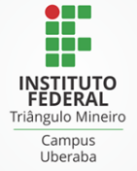 INSTITUTO
FEDERAL
Triângulo Mineiro
Campus
Uberaba